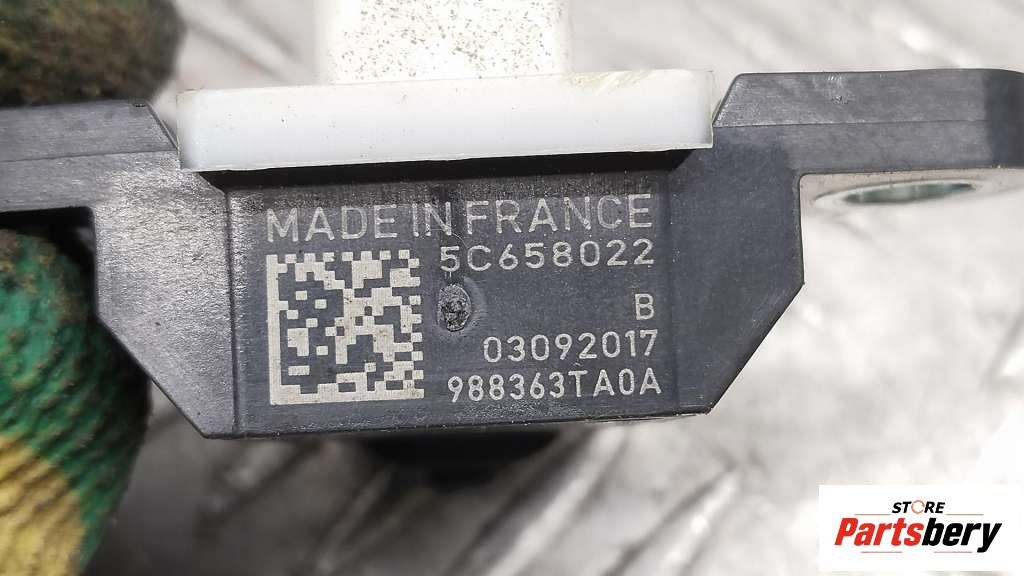 MADE IN FRANCE
5C658022
B
03092017
988363TA0A
STORE
Partsbery